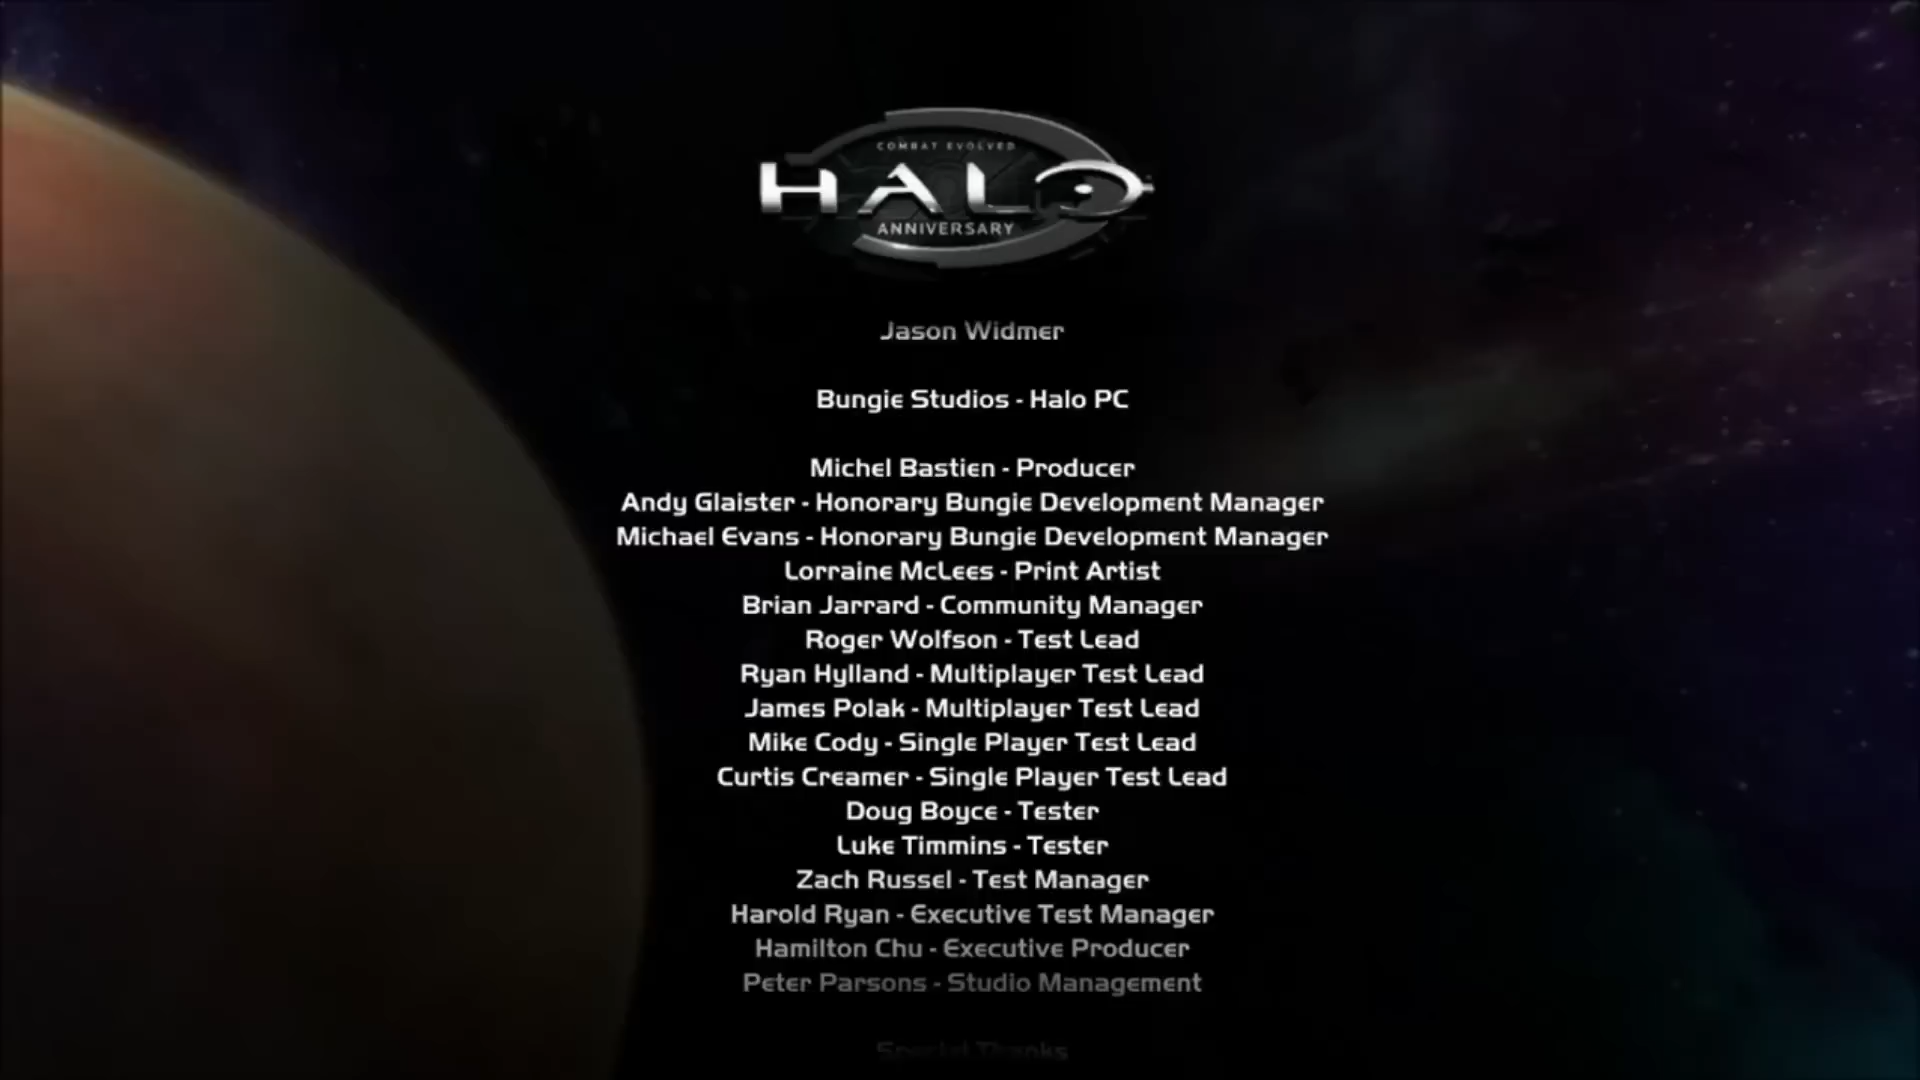 COMBAT EVOLVED
HALO
ANNIVERSARY
Jason Widmer
Bungie Studios - Halo PC
Michel Bastien - Producer
Andy Glaister - Honorary Bungie Development Manager
Michael Evans - Honorary Bungie Development Manager
Lorraine McLees - Print Artist
Brian Jarrard - Community Manager
Roger Wolfson - Test Lead
Ryan Hylland - Multiplayer Test Lead
James Polak - Multiplayer Test Lead
Mike Cody - Single Player Test Lead
Curtis Creamer - Single Player Test Lead
Doug Boyce - Tester
Luke Timmins - Tester
Zach Russel - Test Manager
Harold Ryan - Executive Test Manager
Hamilton Chu - Executive Producer
Peter Parsons - Studio Management
Special Thanks